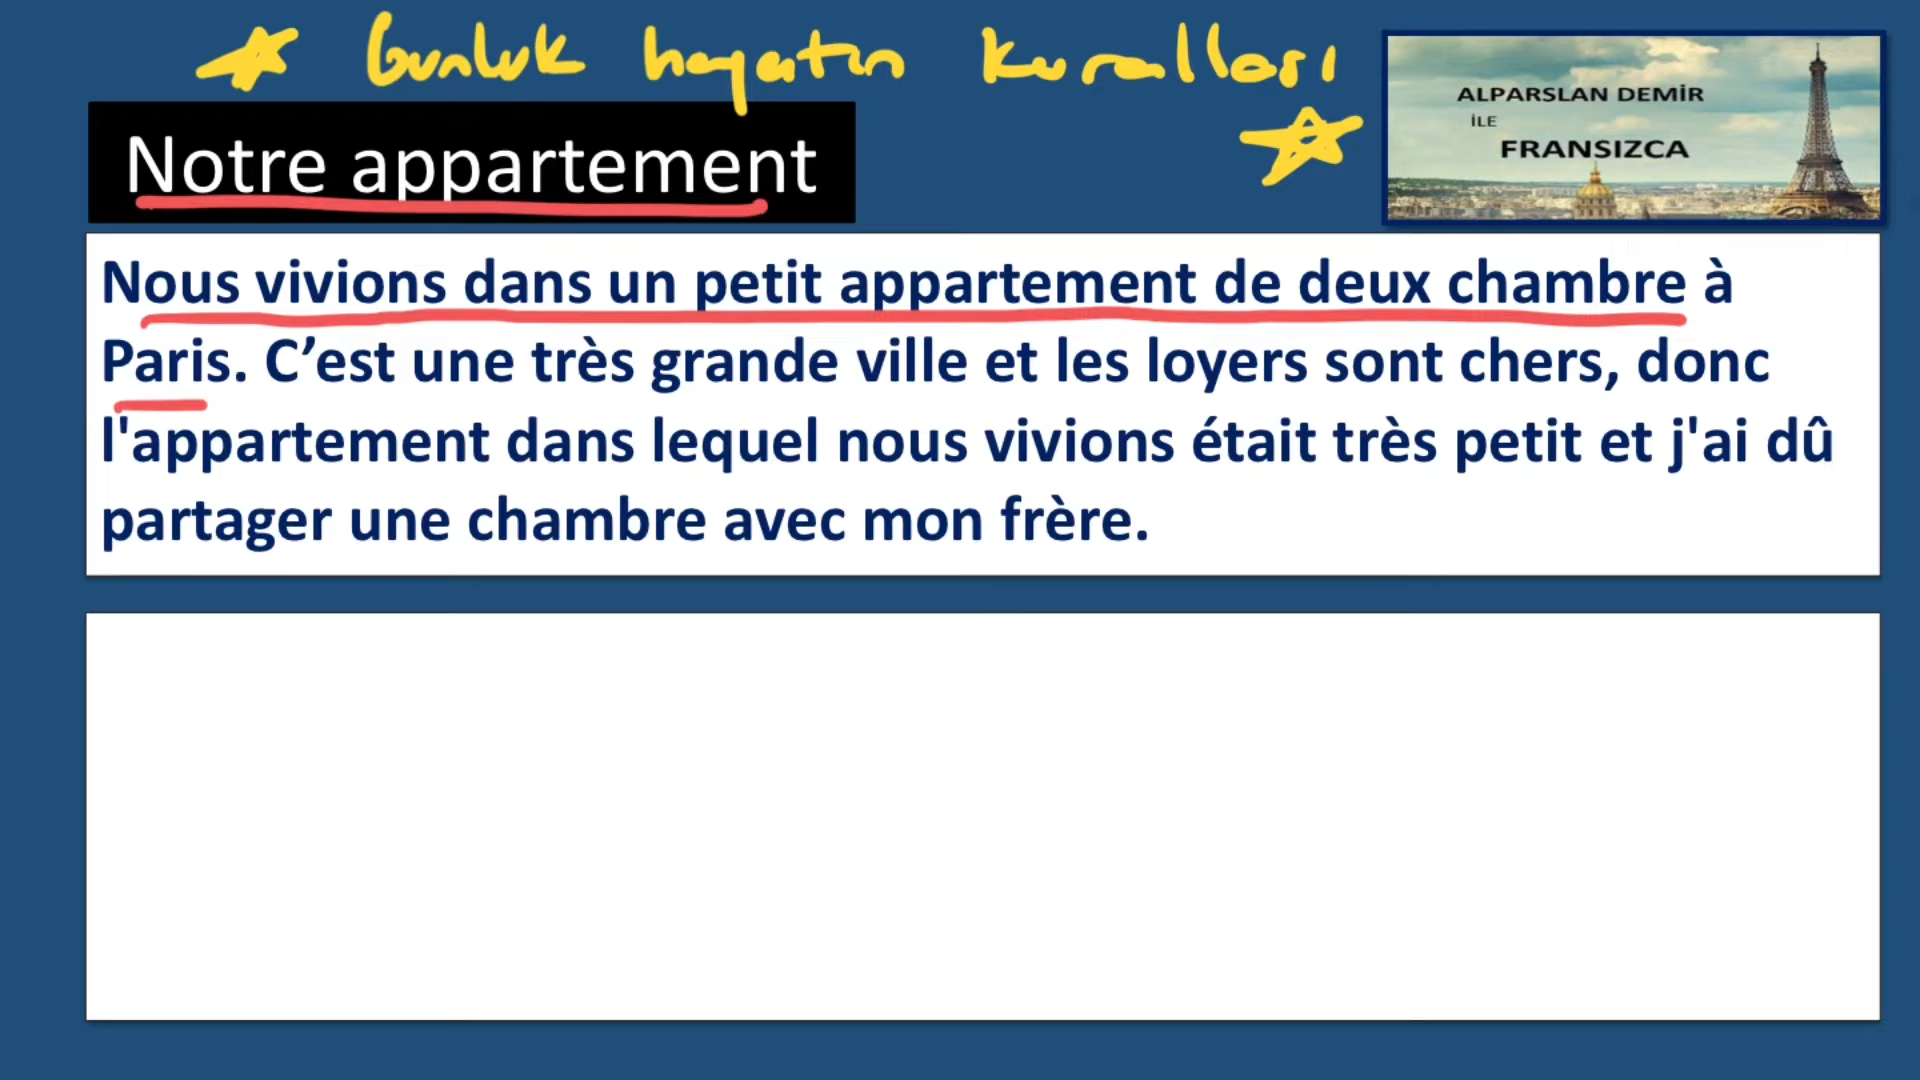 Gunluk hayatın kuralları
ALPARSLAN DEMİR
İLE
FRANSIZCA
Notre appartement
Nous vivions dans un petit appartement de deux chambre à
Paris. C’est une très grande ville et les loyers sont chers, donc
l'appartement dans lequel nous vivions était très petit et j'ai dû
partager une chambre avec mon frère.